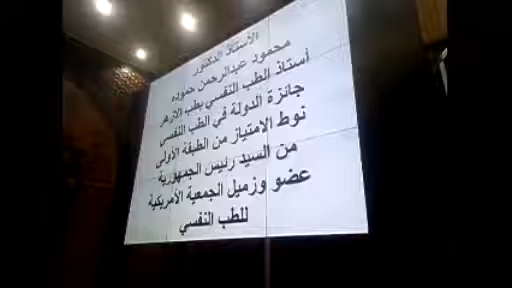 الأستاذ الدكتور
محمود عبدالرحمن حموده
أستاذ الطب النفسي بطب الازهر
جائزة الدولة في الطب النفسي
نوط الامتياز من الطبقة الأولى
من السيد رئيس الجمهورية
عضو وزميل الجمعية الأمريكية
للطب النفسي